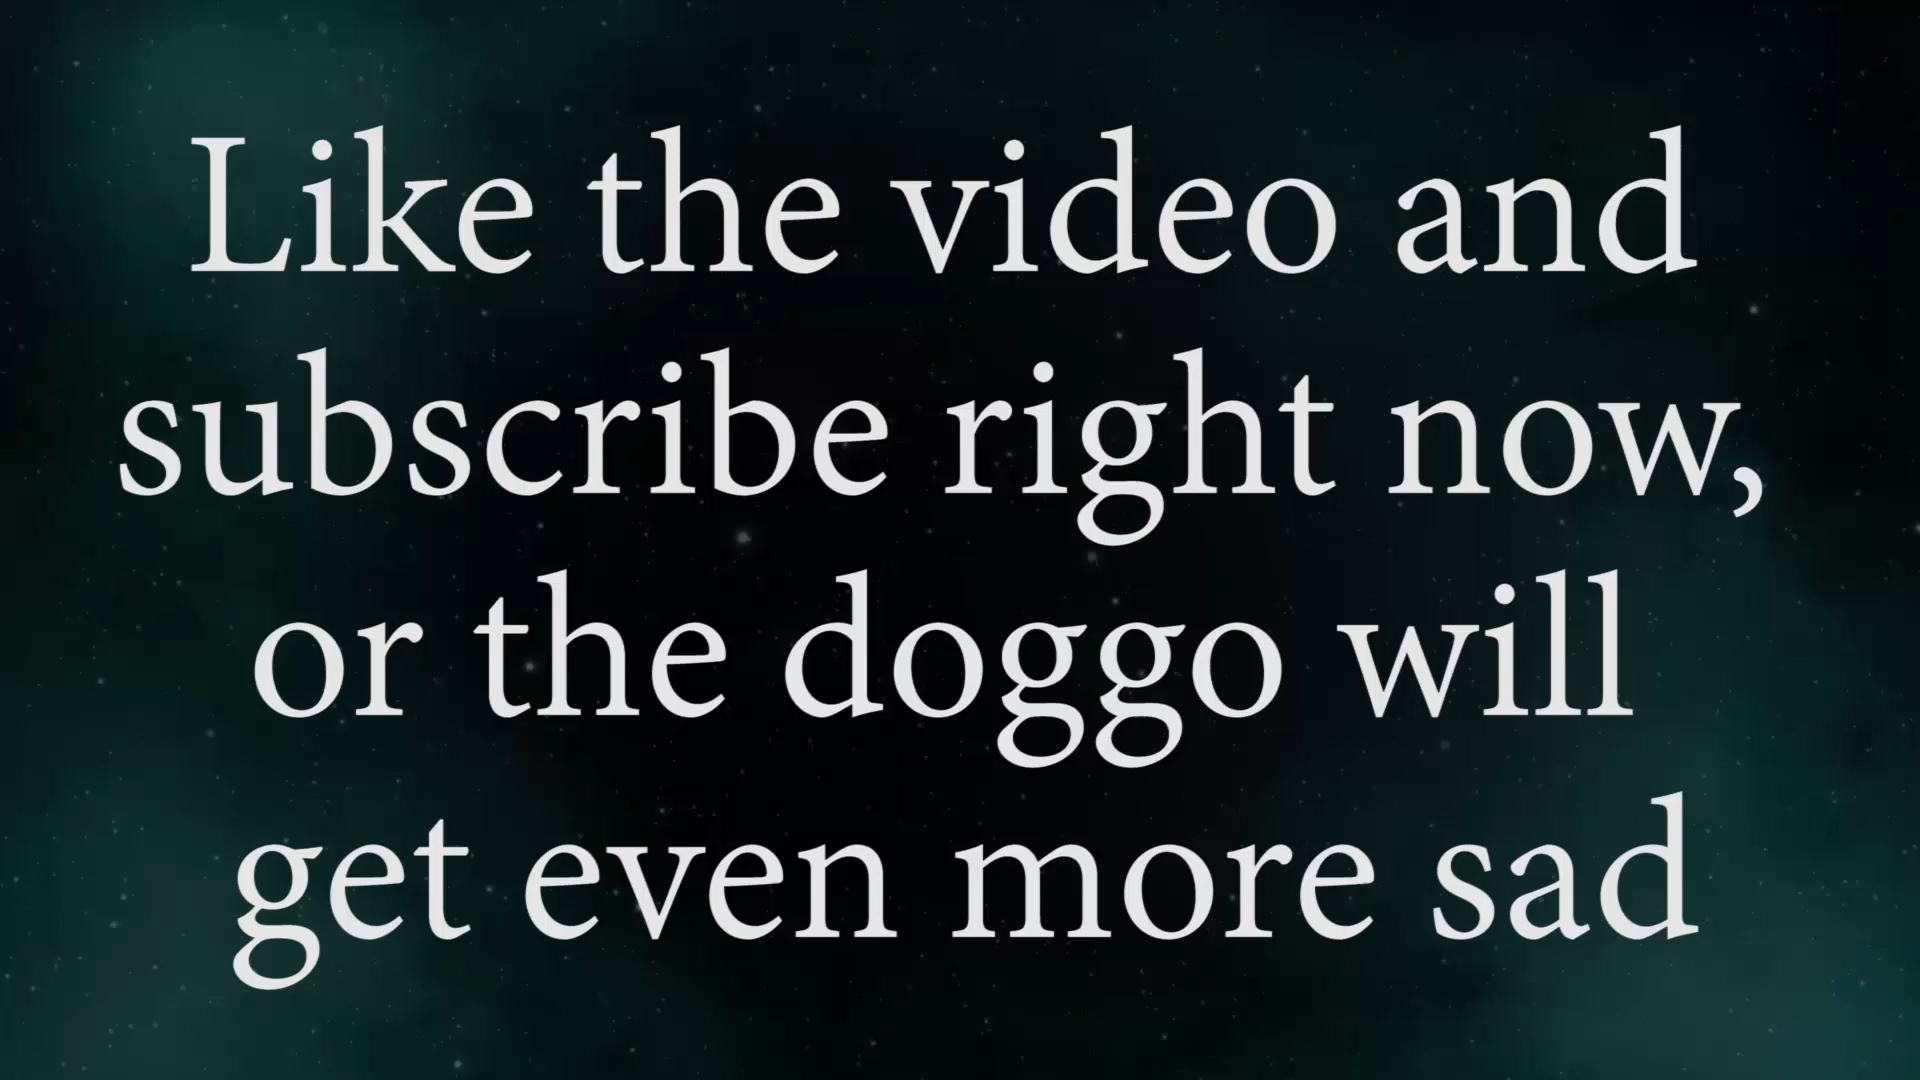 Like the video and
subscribe right now,
or the doggo will
get even more sad